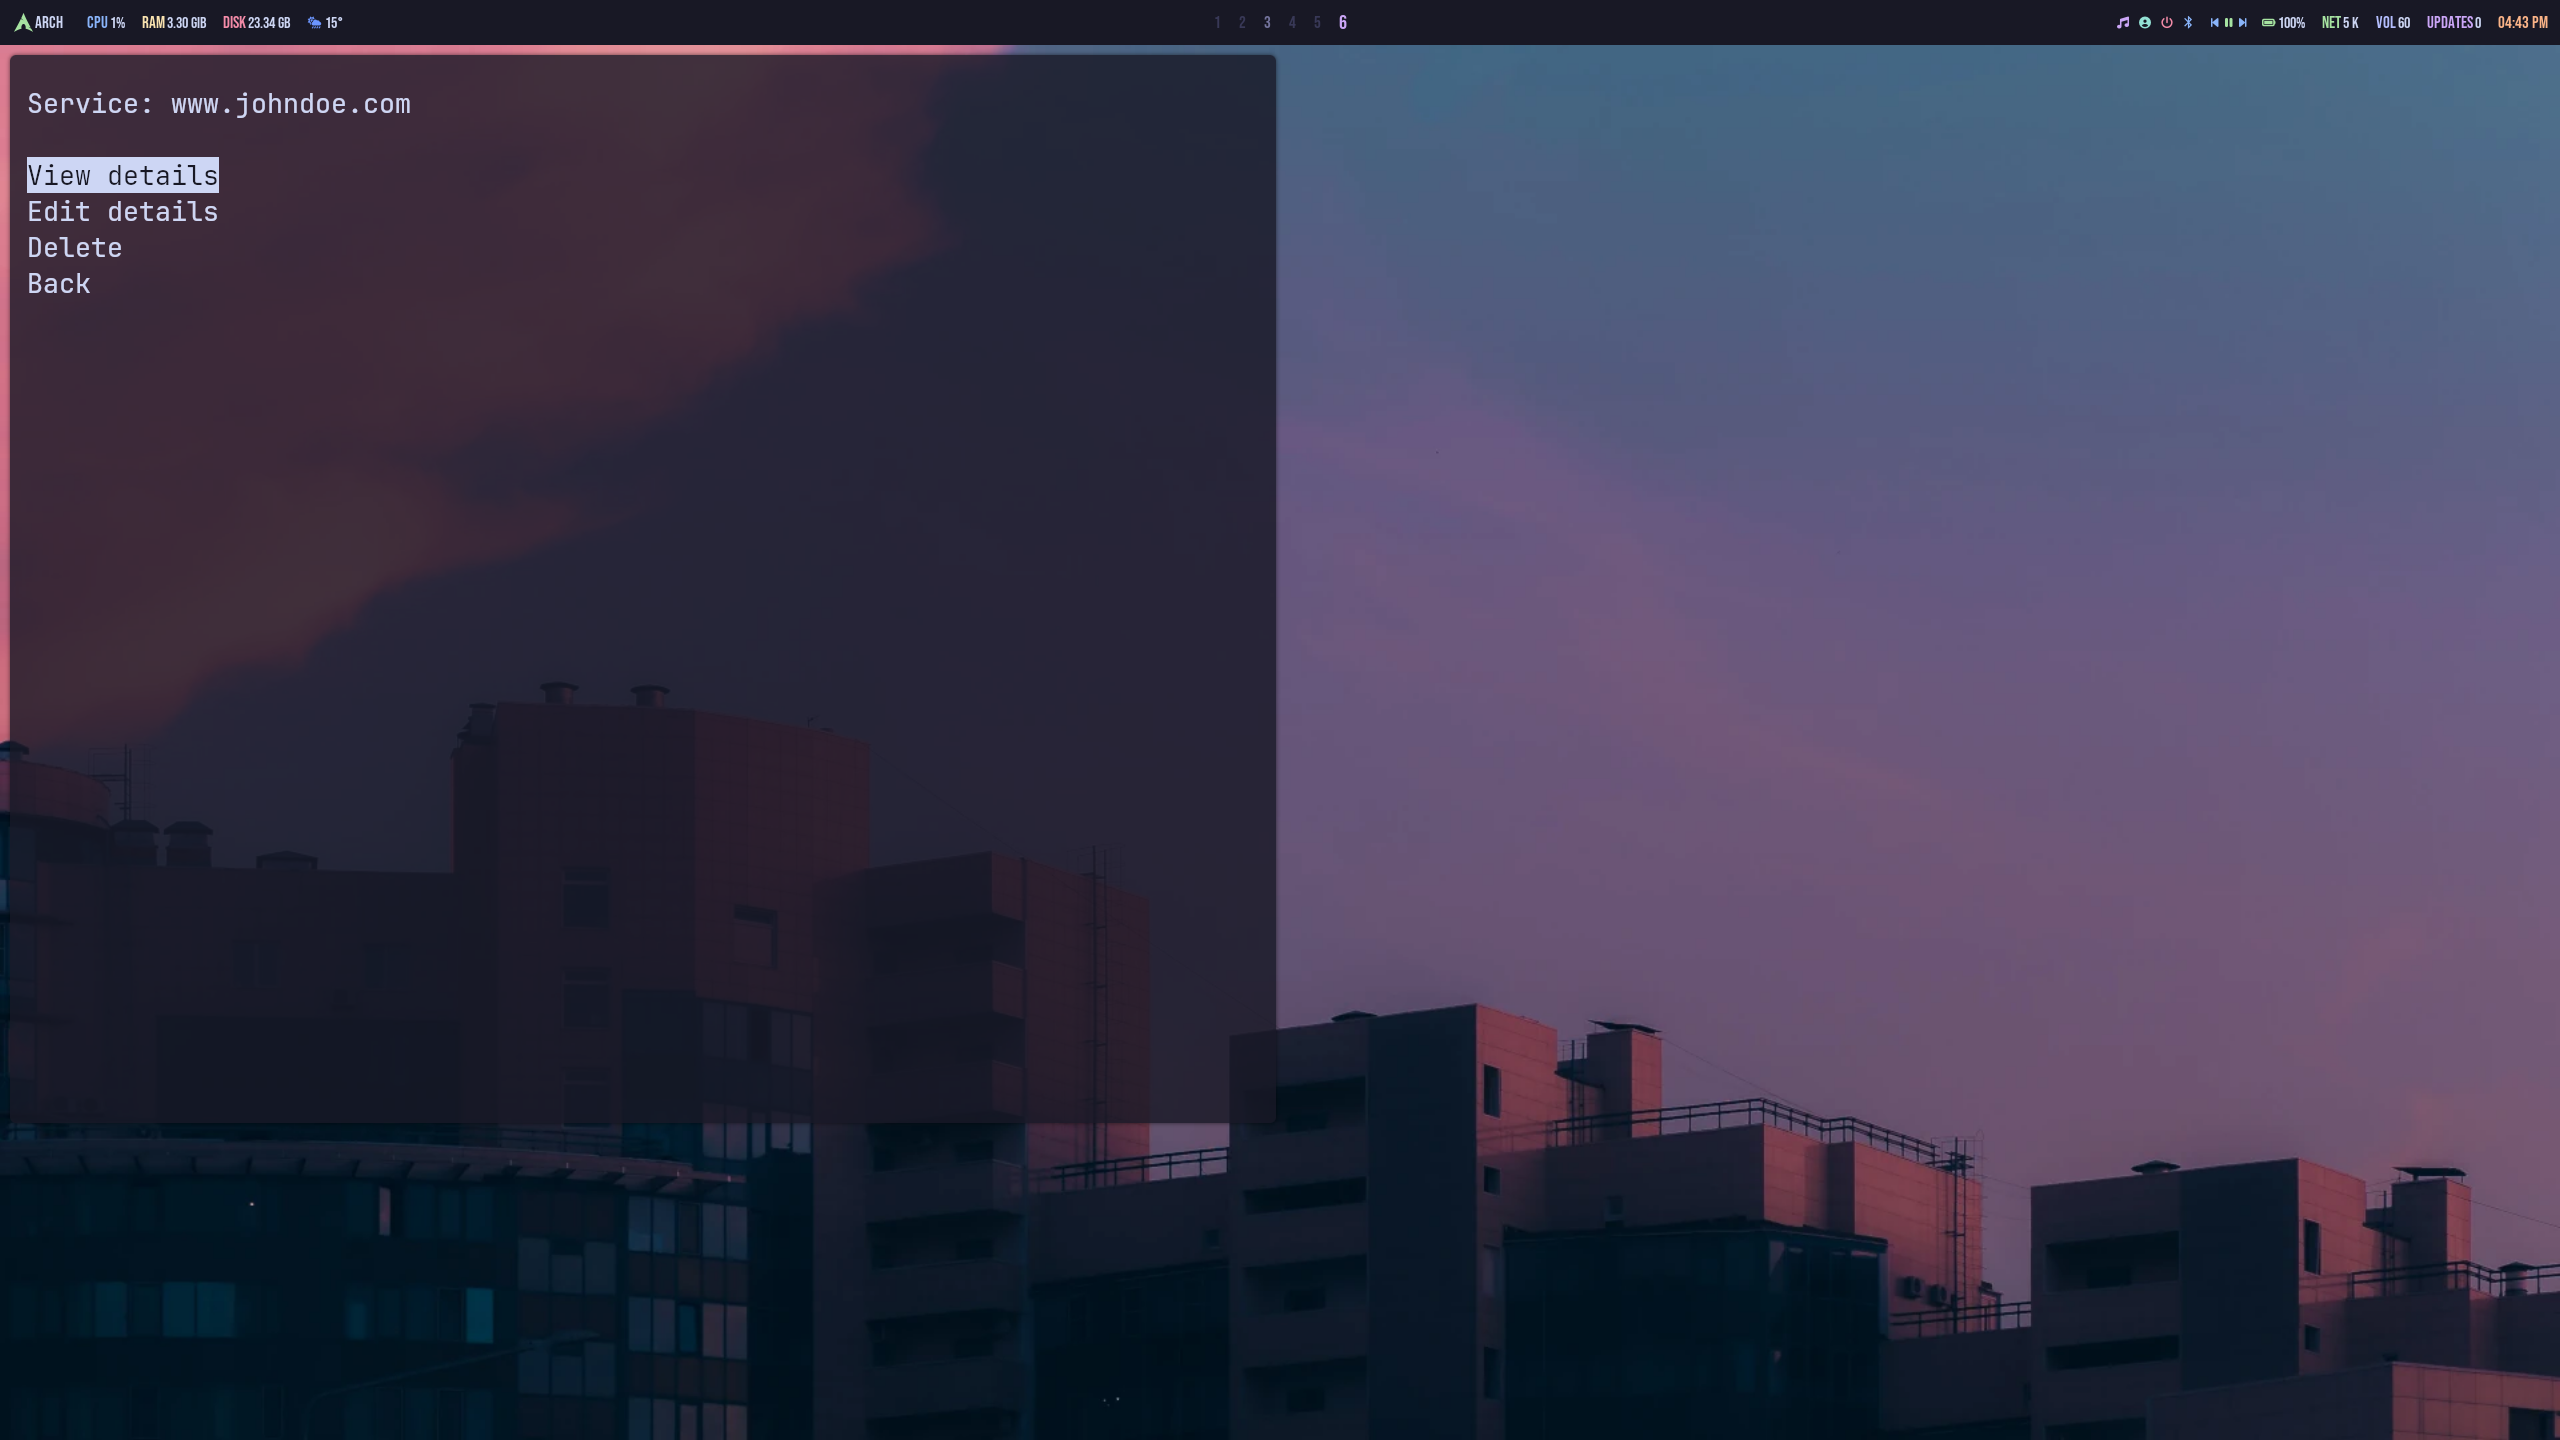 ARCH CPU 1% RAM 3.30 GIB DISK 23.34 GB 15° 1 2 3 4 5 6 100% NET 5 K VOL 60 UPDATES 0 04:43 PM
Service: www.johndoe.com
View details
Edit details
Delete
Back